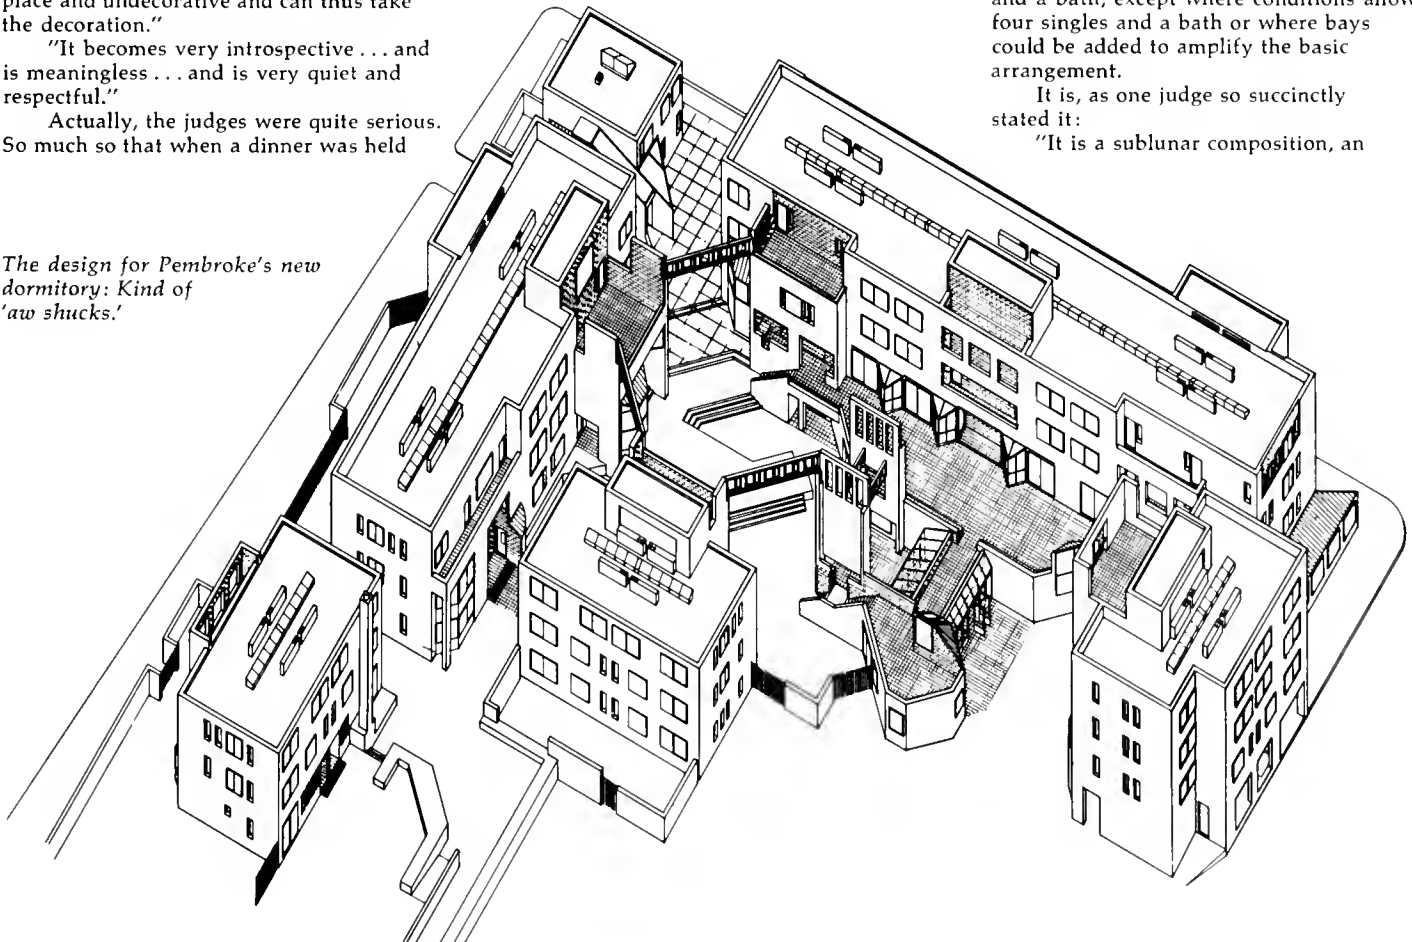 place and undecorative and can thus take
the decoration."
"It becomes very introspective . . . and
is meaningless . . . and is very quiet and
respectful."
Actually, the judges were quite serious.
So much so that when a dinner was held
The design for Pembroke's new
dormitory: Kind of
'aw shucks.'
and a bath, except where conditions allow
four singles and a bath or where bays
could be added to amplify the basic
arrangement.
It is, as one judge so succinctly
stated it:
"It is a sublunar composition, an